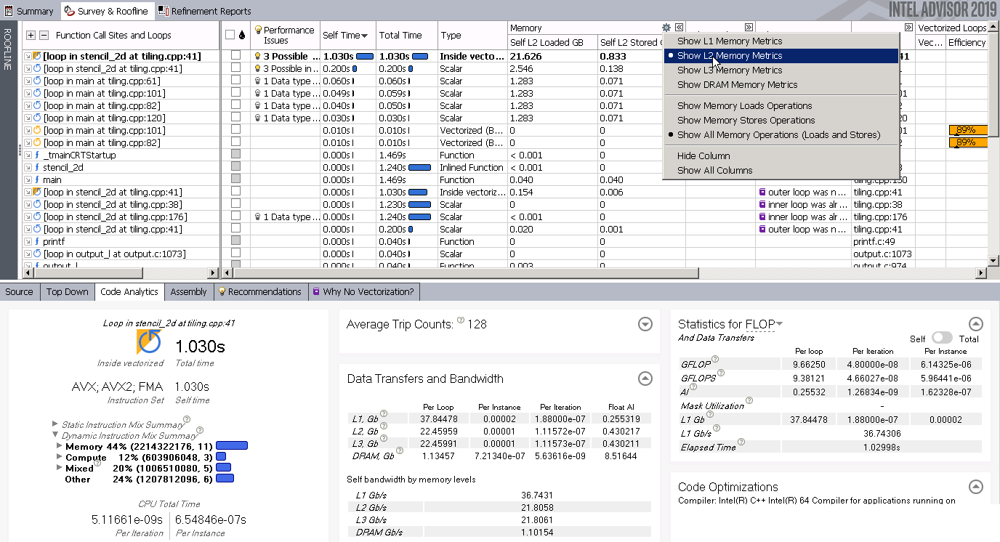 Summary Survey & Roofline Refinement Reports INTEL ADVISOR 2019
ROOFLINE
+ − Function Call Sites and Loops Performance Issues Self Time Total Time Type Memory Vectorized Loops
Self L2 Loaded GB Self L2 Stored Vec... Efficiency
[loop in stencil_2d at tiling.cpp:41] 3 Possible ... 1.030s 1.030s Inside vecto... 21.626 0.833 41
[loop in stencil_2d at tiling.cpp:41] 3 Possible in... 0.200s 0.200s Scalar 2.546 0.138
[loop in main at tiling.cpp:61] 1 Data type ... 0.060s 0.060s Scalar 1.283 0.071
[loop in main at tiling.cpp:101] 1 Data type ... 0.049s 0.059s Scalar 1.283 0.071 01
[loop in main at tiling.cpp:82] 1 Data type ... 0.040s 0.050s Scalar 1.283 0.071
[loop in main at tiling.cpp:120] 1 Data type ... 0.030s 0.030s Scalar 1.283 0.071 20
[loop in main at tiling.cpp:101] 0.010s 0.010s Vectorized (B... 0 0 01 89%
[loop in main at tiling.cpp:82] 0.010s 0.010s Vectorized (B... 0 0 89%
f _tmainCRTStartup 0.000s 1.469s Function < 0.001 0
f stencil_2d 0.000s 1.240s Inlined Function < 0.001 0
f main 0.000s 1.469s Function 0.040 0.040 tiling.cpp:150
[loop in stencil_2d at tiling.cpp:41] 0.000s 1.030s Inside vectoriz... 0.154 0.006 outer loop was n ... tiling.cpp:41
[loop in stencil_2d at tiling.cpp:38] 0.000s 1.230s Scalar 0 0 inner loop was alr ... tiling.cpp:38
[loop in stencil_2d at tiling.cpp:176] 1 Data type ... 0.000s 1.240s Scalar < 0.001 0 inner loop was alr ... tiling.cpp:176
[loop in stencil_2d at tiling.cpp:41] 0.000s 0.200s Scalar 0.020 0.001 outer loop was n ... tiling.cpp:41
f printf 0.000s 0.040s Function 0 0 printf.c:49
[loop in output_l at output.c:1073] 0.000s 0.040s Scalar 0 0 output.c:1073
f output_l 0.000s 0.040s Function 0.003 0 output.c:974
Show L1 Memory Metrics
Show L2 Memory Metrics
Show L3 Memory Metrics
Show DRAM Memory Metrics
Show Memory Loads Operations
Show Memory Stores Operations
Show All Memory Operations (Loads and Stores)
Hide Column
Show All Columns
Source Top Down Code Analytics Assembly Recommendations Why No Vectorization?
Loop in stencil_2d at tiling.cpp:41
1.030s
Inside vectorized Total time
AVX; AVX2; FMA 1.030s
Instruction Set Self time
Static Instruction Mix Summary
Dynamic Instruction Mix Summary
Memory 44% (2214322176, 11)
Compute 12% (603906048, 3)
Mixed 20% (1006510080, 5)
Other 24% (1207812096, 6)
CPU Total Time
5.11661e-09s 6.54846e-07s
Per Iteration Per Instance
Average Trip Counts: 128
Data Transfers and Bandwidth
Per Loop Per Instance Per Iteration Float AI
L1, Gb 37.84478 0.00002 1.88000e-07 0.255319
L2, Gb 22.45959 0.00001 1.11572e-07 0.430217
L3, Gb 22.45991 0.00001 1.11573e-07 0.430211
DRAM, Gb 1.13457 7.21340e-07 5.63616e-09 8.51644
Self bandwidth by memory levels
L1 Gb/s 36.7431
L2 Gb/s 21.8058
L3 Gb/s 21.8061
DRAM Gb/s 1.10154
Statistics for FLOP
And Data Transfers
Self Total
Per loop Per Iteration Per Instance
GFLOP 9.66250 4.80000e-08 6.14325e-06
GFLOPS 9.38121 4.66027e-08 5.96441e-06
AI 0.25532 1.26834e-09 1.62328e-07
Mask Utilization -
L1 Gb 37.84478 1.88000e-07 0.00002
L1 Gb/s 36.74306
Elapsed Time 1.02998s
Code Optimizations
Compiler: Intel(R) C++ Intel(R) 64 Compiler for applications running on